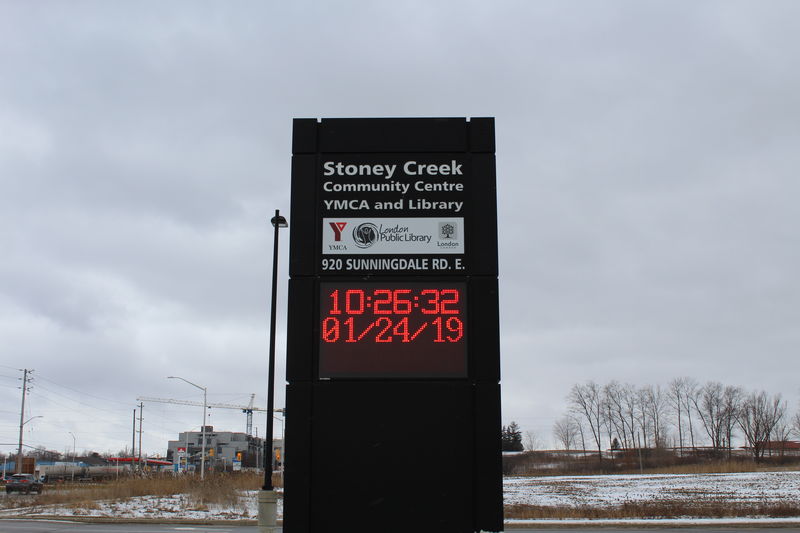 Stoney Creek
Community Centre
YMCA and Library
YMCA
London
Public Library
London
920 SUNNINGDALE RD. E.
10:26:32
01/24/19